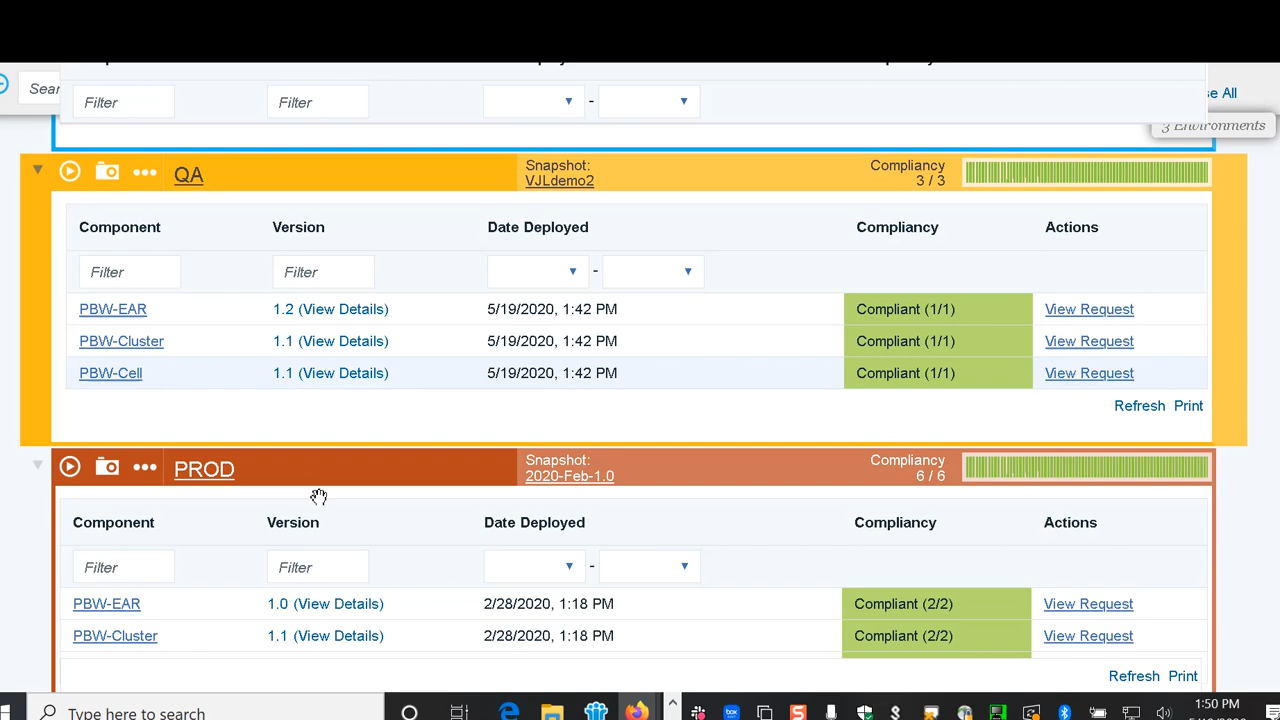 Sear
Filter Filter - se All
3 Environments
QA Snapshot: VJLdemo2 Compliancy 3 / 3
Component Version Date Deployed Compliancy Actions
Filter Filter -
PBW-EAR 1.2 (View Details) 5/19/2020, 1:42 PM Compliant (1/1) View Request
PBW-Cluster 1.1 (View Details) 5/19/2020, 1:42 PM Compliant (1/1) View Request
PBW-Cell 1.1 (View Details) 5/19/2020, 1:42 PM Compliant (1/1) View Request
Refresh Print
PROD Snapshot: 2020-Feb-1.0 Compliancy 6 / 6
Component Version Date Deployed Compliancy Actions
Filter Filter -
PBW-EAR 1.0 (View Details) 2/28/2020, 1:18 PM Compliant (2/2) View Request
PBW-Cluster 1.1 (View Details) 2/28/2020, 1:18 PM Compliant (2/2) View Request
Refresh Print
Type here to search 1:50 PM